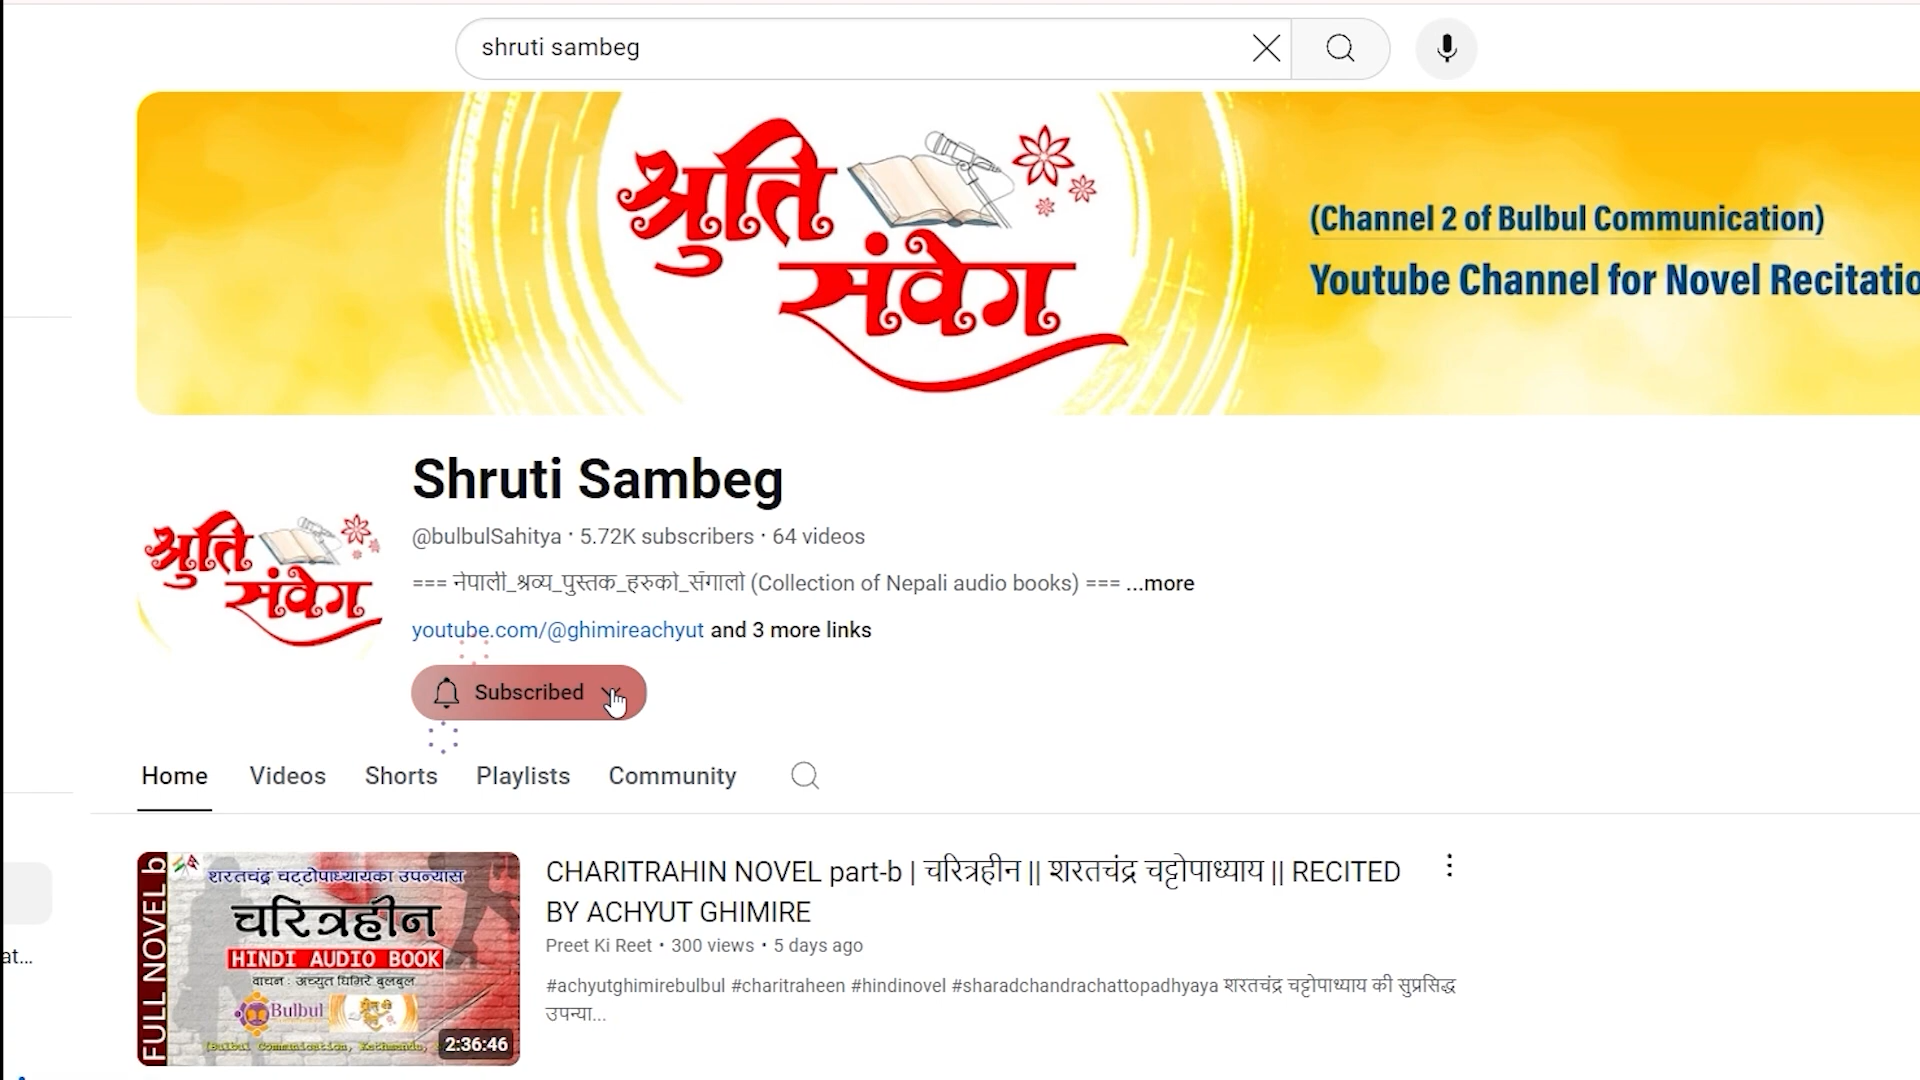 shruti sambeg
श्रुति
संवेग
(Channel 2 of Bulbul Communication)
Youtube Channel for Novel Recitatio
Shruti Sambeg
@bulbulSahitya · 5.72K subscribers · 64 videos
श्रुति
संवेग
=== नेपाली_श्रव्य_पुस्तक_हरुको_सँगालो (Collection of Nepali audio books) === ...more
youtube.com/@ghimireachyut and 3 more links
Subscribed
Home Videos Shorts Playlists Community
at...
FULL NOVEL b
शरतचंद्र चट्टोपाध्यायका उपन्यास
चरित्रहीन
HINDI AUDIO BOOK
वाचन : अच्युत घिमिरे बुलबुल
Bulbul
(Bulbul Communication, Kathmandu,
2:36:46
CHARITRAHIN NOVEL part-b | चरित्रहीन || शरतचंद्र चट्टोपाध्याय || RECITED
BY ACHYUT GHIMIRE
Preet Ki Reet • 300 views • 5 days ago
#achyutghimirebulbul #charitraheen #hindinovel #sharadchandrachattopadhyaya शरतचंद्र चट्टोपाध्याय की सुप्रसिद्ध
उपन्या...